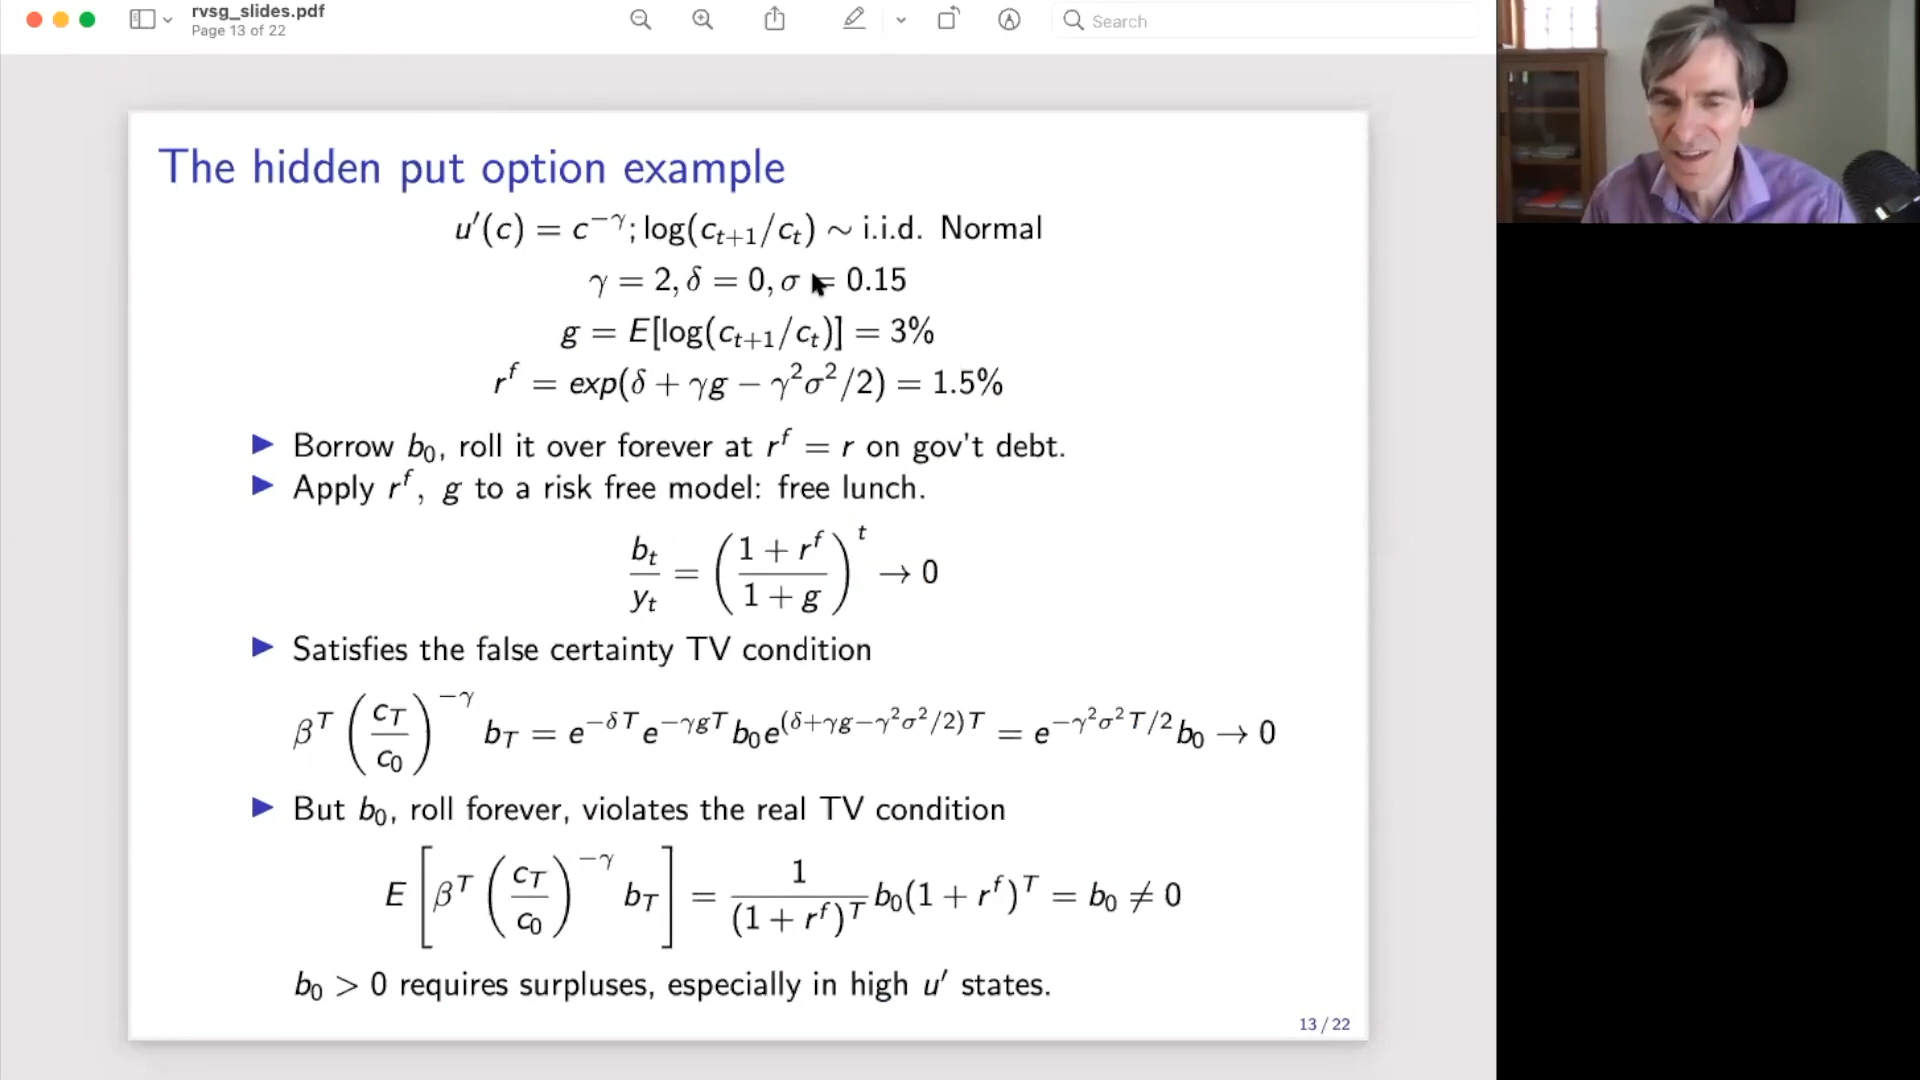 rvsg_slides.pdf
Page 13 of 22
Search
The hidden put option example
u′(c) = c^{−γ}; log(c_{t+1}/c_t) ∼ i.i.d. Normal
γ = 2, δ = 0, σ = 0.15
g = E[log(c_{t+1}/c_t)] = 3%
r^f = exp(δ + γg − γ²σ²/2) = 1.5%
▶ Borrow b₀, roll it over forever at r^f = r on gov't debt.
▶ Apply r^f, g to a risk free model: free lunch.
b_t/y_t = ((1 + r^f)/(1 + g))^t → 0
▶ Satisfies the false certainty TV condition
β^T (c_T/c_0)^{−γ} b_T = e^{−δT} e^{−γgT} b₀e^{(δ+γg−γ²σ²/2)T} = e^{−γ²σ²T/2} b₀ → 0
▶ But b₀, roll forever, violates the real TV condition
E [β^T (c_T/c_0)^{−γ} b_T] = 1/(1 + r^f)^T b₀(1 + r^f)^T = b₀ ≠ 0
b₀ > 0 requires surpluses, especially in high u′ states.
13 / 22